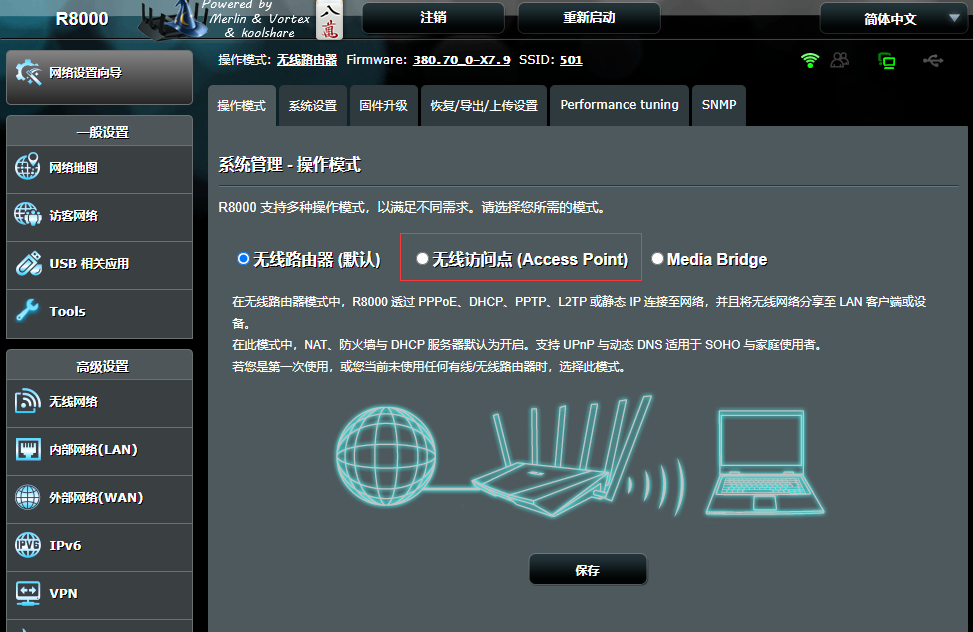 R8000
Powered by
Merlin & Vortex
& koolshare
八
萬
注销
重新启动
简体中文
网络设置向导
操作模式: 无线路由器 Firmware: 380.70_0-X7.9 SSID: 501
操作模式
系统设置
固件升级
恢复/导出/上传设置
Performance tuning
SNMP
一般设置
网络地图
访客网络
USB 相关应用
Tools
高级设置
无线网络
内部网络(LAN)
外部网络(WAN)
IPV6
IPv6
VPN
系统管理 - 操作模式
R8000 支持多种操作模式，以满足不同需求。请选择您所需的模式。
无线路由器 (默认)
无线访问点 (Access Point)
Media Bridge
在无线路由器模式中，R8000 透过 PPPoE、DHCP、PPTP、L2TP 或静态 IP 连接至网络，并且将无线网络分享至 LAN 客户端或设
备。
在此模式中，NAT、防火墙与 DHCP 服务器默认为开启。支持 UPnP 与动态 DNS 适用于 SOHO 与家庭使用者。
若您是第一次使用，或您当前未使用任何有线/无线路由器时，选择此模式。
保存